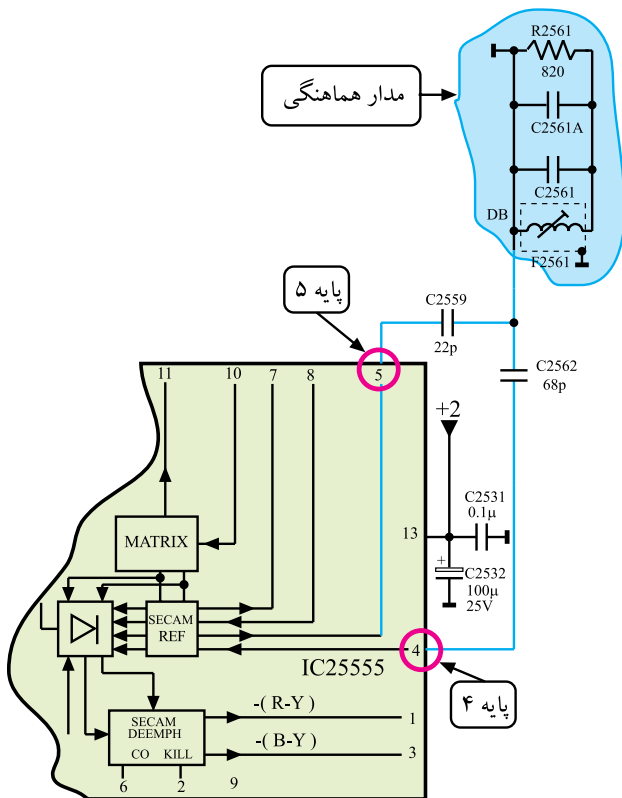 R2561
820
مدار هماهنگی
C2561A
C2561
DB
F2561
پایه ۵
C2559
22p
C2562
68p
11
10
7
8
5
+2
C2531
0.1µ
13
MATRIX
+
C2532
100µ
25V
SECAM
REF
4
IC25555
پایه ۴
-( R-Y )
1
SECAM
DEEMPH
-( B-Y )
3
CO KILL
6
2
9